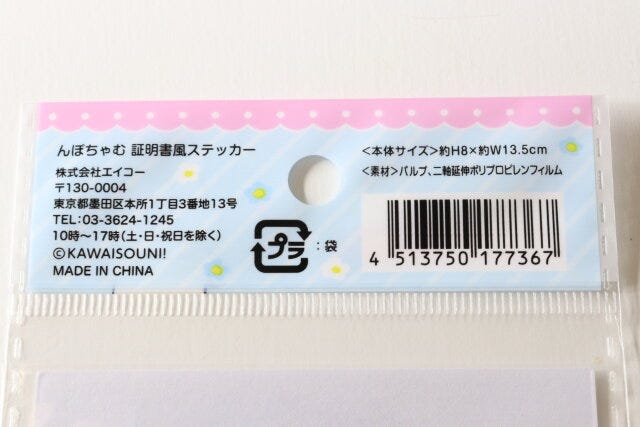 んぽちゃむ 証明書風ステッカー
株式会社エイコー
〒130-0004
東京都墨田区本所1丁目3番地13号
TEL:03-3624-1245
10時～17時(土・日・祝日を除く)
©KAWAISOUNI!
MADE IN CHINA
プラ :袋
<本体サイズ>約H8×約W13.5cm
<素材>パルプ、二軸延伸ポリプロピレンフィルム
4 513750 177367